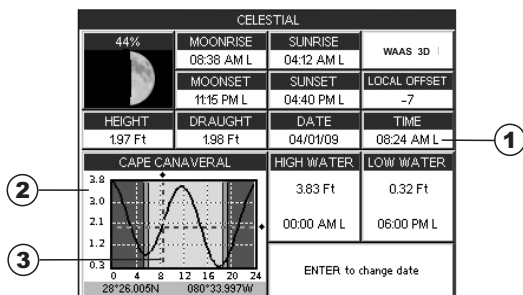 CELESTIAL
44% MOONRISE SUNRISE WAAS 3D
08:38 AM L 04:12 AM L
MOONSET SUNSET LOCAL OFFSET
11:15 PM L 04:40 PM L -7
HEIGHT DRAUGHT DATE TIME
1.97 Ft 1.98 Ft 04/01/09 08:24 AM L
1
CAPE CANAVERAL HIGH WATER LOW WATER
2
3.8
3.0
2.1
1.2
0.3
3.83 Ft 0.32 Ft
00:00 AM L 06:00 PM L
3
0 4 8 12 16 20 24
28°26.005N 080°33.997W
ENTER to change date